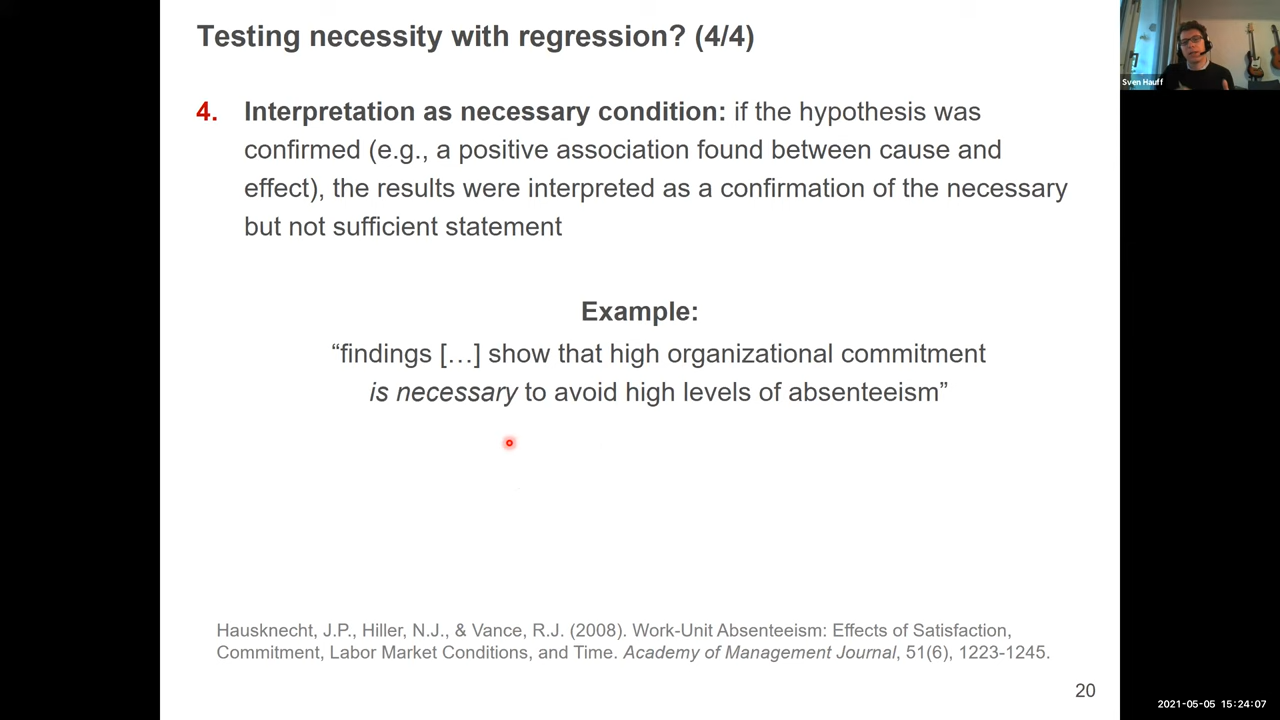 Testing necessity with regression? (4/4)
4. Interpretation as necessary condition: if the hypothesis was
confirmed (e.g., a positive association found between cause and
effect), the results were interpreted as a confirmation of the necessary
but not sufficient statement
Example:
“findings […] show that high organizational commitment
is necessary to avoid high levels of absenteeism”
Hausknecht, J.P., Hiller, N.J., & Vance, R.J. (2008). Work-Unit Absenteeism: Effects of Satisfaction,
Commitment, Labor Market Conditions, and Time. Academy of Management Journal, 51(6), 1223-1245.
20
Sven Hauff
2021-05-05 15:24:07